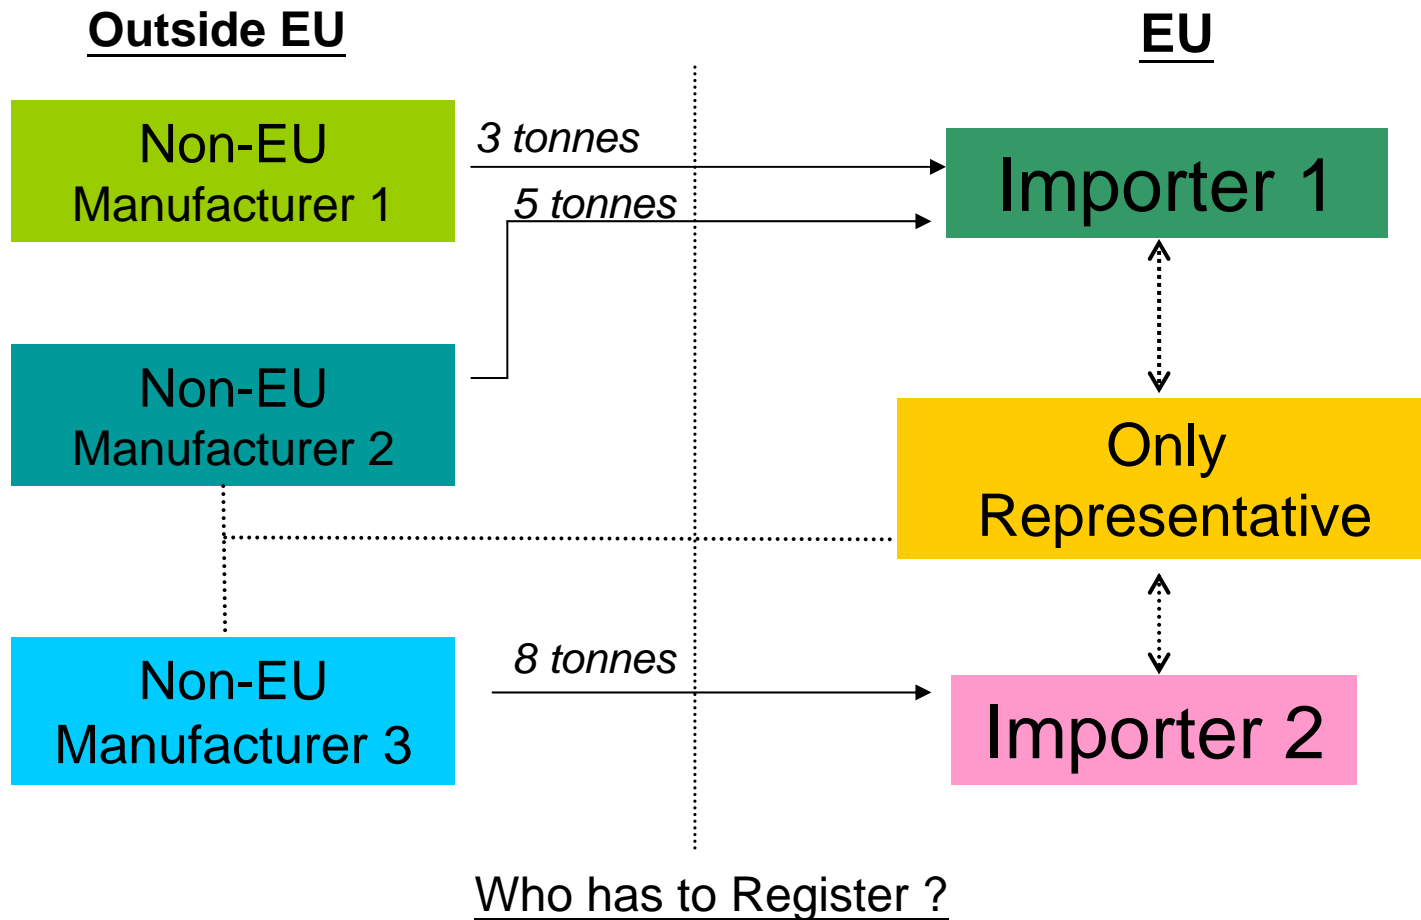 Outside EU
EU
Non-EU
Manufacturer 1
3 tonnes
5 tonnes
Importer 1
Non-EU
Manufacturer 2
Only
Representative
Non-EU
Manufacturer 3
8 tonnes
Importer 2
Who has to Register ?